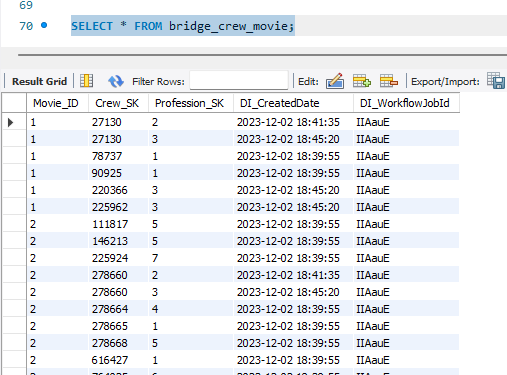 69
70 SELECT * FROM bridge_crew_movie;
Result Grid Filter Rows: Edit: Export/Import:
Movie_ID Crew_SK Profession_SK DI_CreatedDate DI_WorkflowJobId
1 27130 2 2023-12-02 18:41:35 IIAauE
1 27130 3 2023-12-02 18:45:20 IIAauE
1 78737 1 2023-12-02 18:39:55 IIAauE
1 90925 1 2023-12-02 18:39:55 IIAauE
1 220366 3 2023-12-02 18:45:20 IIAauE
1 225962 3 2023-12-02 18:45:20 IIAauE
2 111817 5 2023-12-02 18:39:55 IIAauE
2 146213 5 2023-12-02 18:39:55 IIAauE
2 225924 7 2023-12-02 18:39:55 IIAauE
2 278660 2 2023-12-02 18:41:35 IIAauE
2 278660 3 2023-12-02 18:45:20 IIAauE
2 278664 4 2023-12-02 18:39:55 IIAauE
2 278665 1 2023-12-02 18:39:55 IIAauE
2 278668 5 2023-12-02 18:39:55 IIAauE
2 616427 1 2023-12-02 18:39:55 IIAauE